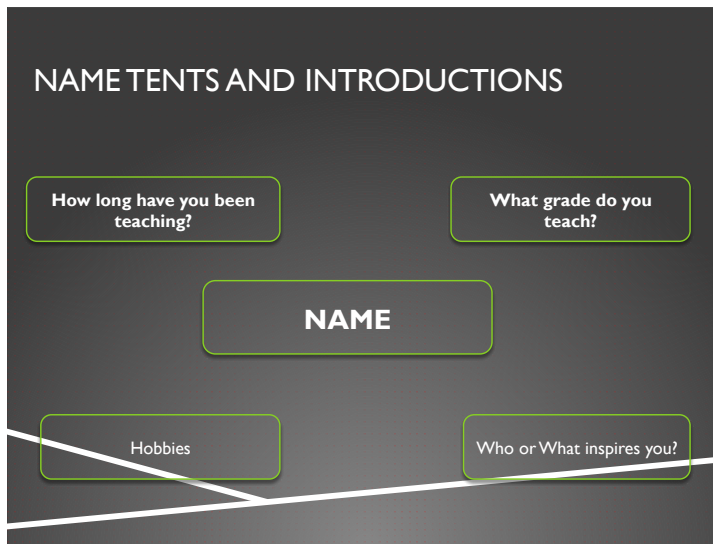 NAME TENTS AND INTRODUCTIONS
How long have you been
teaching?
What grade do you
teach?
NAME
Hobbies
Who or What inspires you?